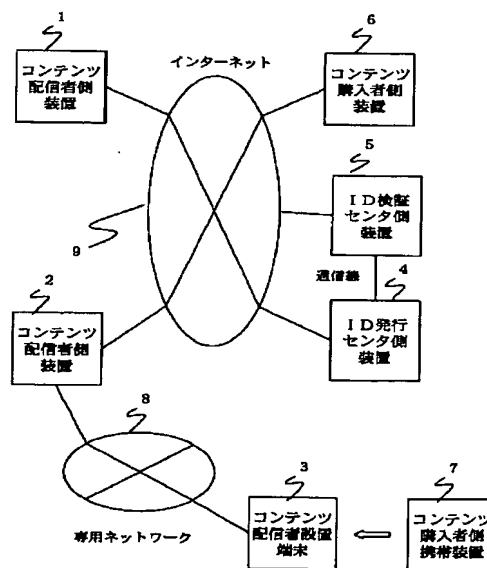 1
コンテンツ
配信者側
装置
インターネット
6
コンテンツ
購入者側
装置
5
ID検証
センタ側
装置
9
通信線
4
ID発行
センタ側
装置
2
コンテンツ
配信者側
装置
8
専用ネットワーク
3
コンテンツ
配信者設置
端末
7
コンテンツ
購入者側
携帯装置